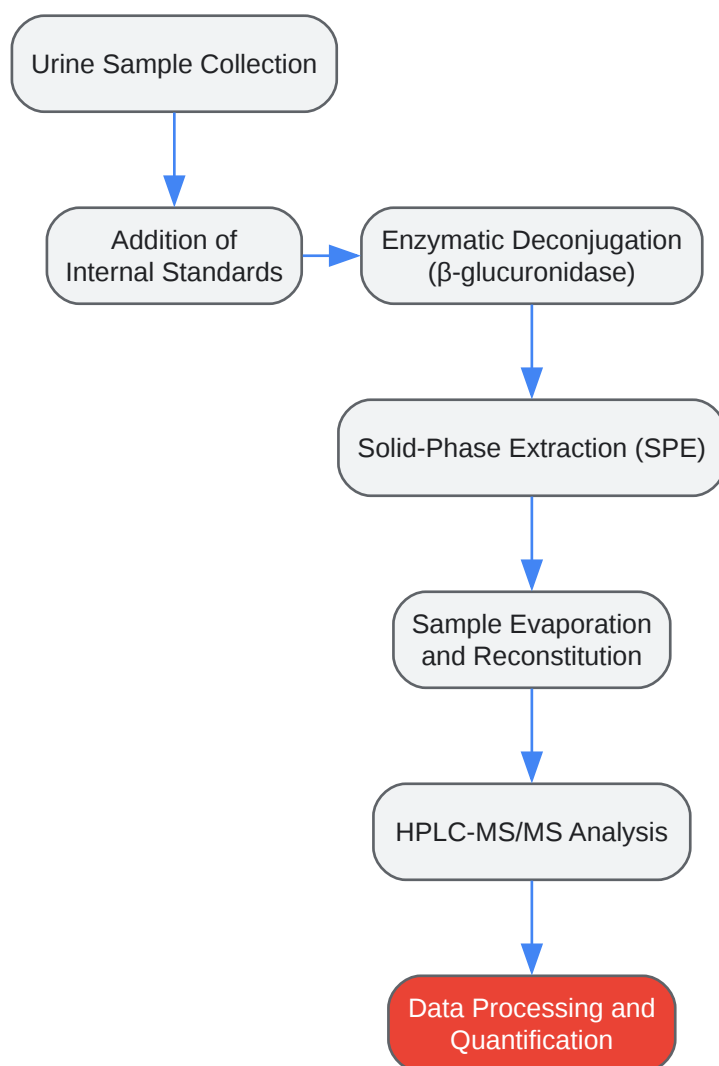 Urine Sample Collection
Addition of
Internal Standards
Enzymatic Deconjugation
(β-glucuronidase)
Solid-Phase Extraction (SPE)
Sample Evaporation
and Reconstitution
HPLC-MS/MS Analysis
Data Processing and
Quantification